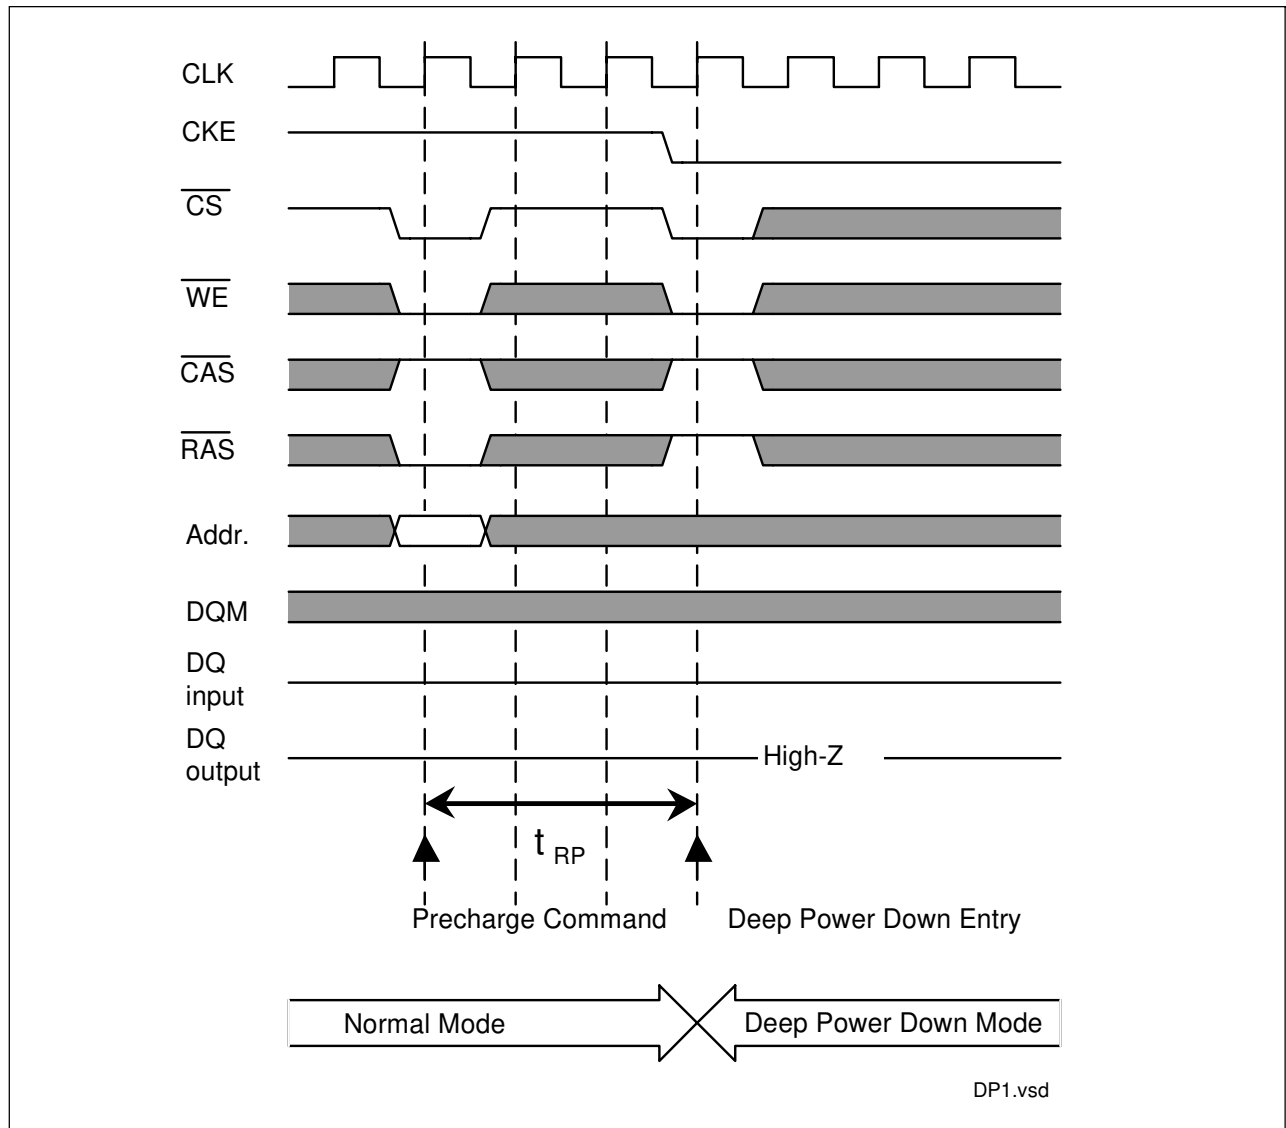 CLK
CKE
CS
WE
CAS
RAS
Addr.
DQM
DQ
input
DQ
output
High-Z
t RP
Precharge Command
Deep Power Down Entry
Normal Mode
Deep Power Down Mode
DP1.vsd